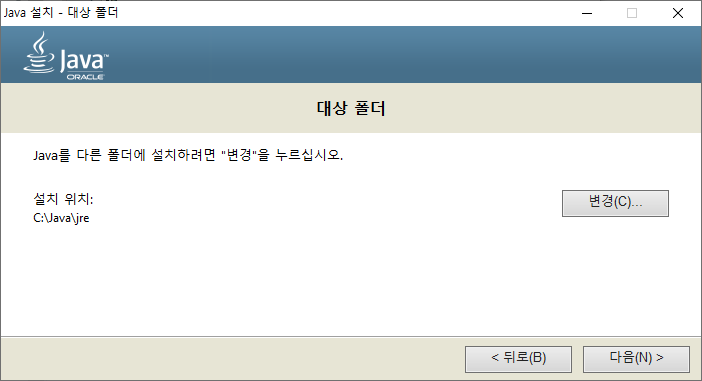 Java 설치 - 대상 폴더
Java™
ORACLE
대상 폴더
Java를 다른 폴더에 설치하려면 "변경"을 누르십시오.
설치 위치:
변경(C)...
C:\Java\jre
< 뒤로(B)
다음(N) >